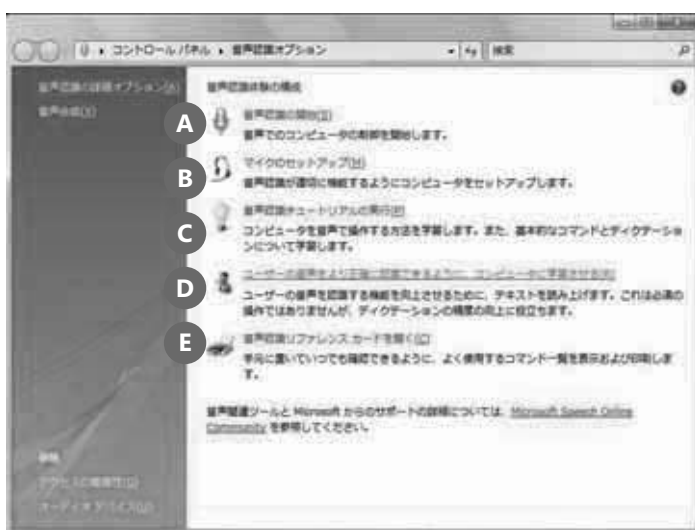 コントロール パネル ▸ 音声認識オプション
検索
音声認識の詳細オプション(A)
音声合成(X)
音声認識体験の構成
A
音声認識の開始(S)
音声でのコンピュータの制御を開始します。
B
マイクのセットアップ(M)
音声認識が適切に機能するようにコンピュータをセットアップします。
C
音声認識チュートリアルの実行(P)
コンピュータを音声で操作する方法を学習します。また、基本的なコマンドとディクテーショ
ンについて学習します。
D
ユーザーの音声をより正確に認識できるように、コンピュータに学習させる
ユーザーの音声を認識する機能を向上させるために、テキストを読み上げます。これは必須の
操作ではありませんが、ディクテーションの精度の向上に役立ちます。
E
音声認識リファレンス カードを開く(C)
手元に置いていつでも確認できるように、よく使用するコマンド一覧を表示および印刷しま
す。
音声関連ツールと Microsoft からのサポートの詳細については、Microsoft Speech Online
Community を参照してください。
関連項目
オーディオ デバイス(U)